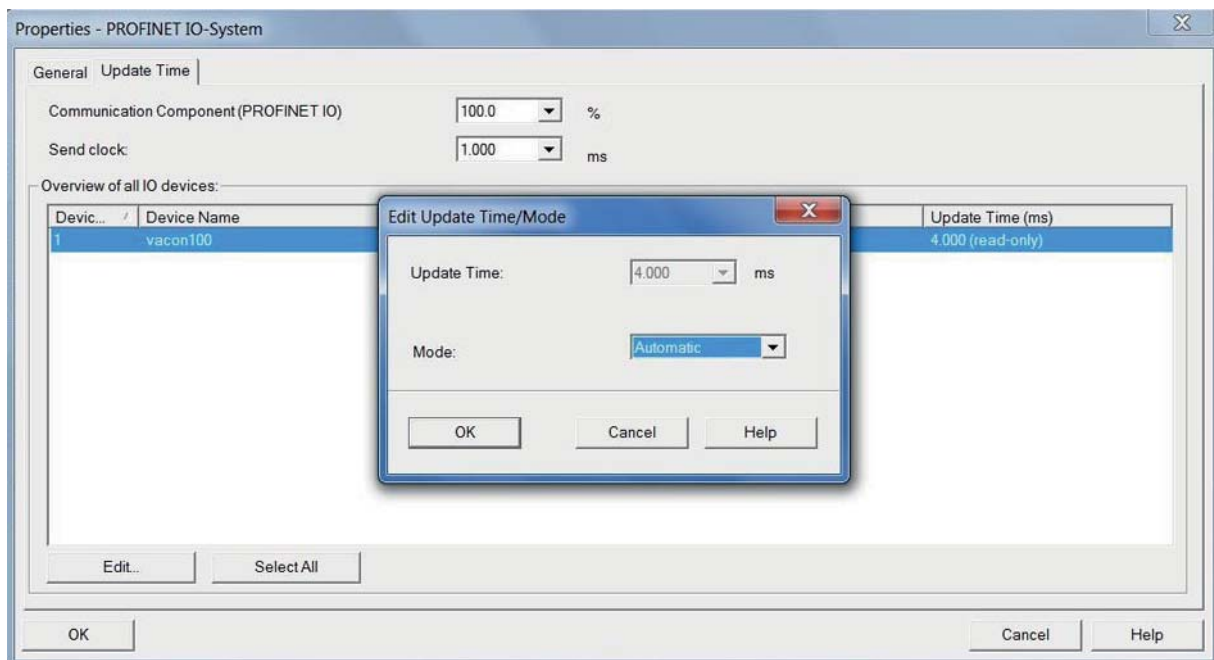 Properties - PROFINET IO-System
General Update Time
Communication Component (PROFINET IO) 100.0 %
Send clock: 1.000 ms
Overview of all IO devices:
Devic... / Device Name Update Time (ms)
1 vacon100 4.000 (read-only)
Edit Update Time/Mode
Update Time: 4.000 ms
Mode: Automatic
OK Cancel Help
Edit... Select All
OK Cancel Help